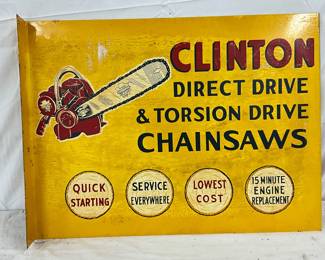 CLINTON
DIRECT DRIVE
& TORSION DRIVE
CHAINSAWS
QUICK
STARTING
SERVICE
EVERYWHERE
LOWEST
COST
15 MINUTE
ENGINE
REPLACEMENT